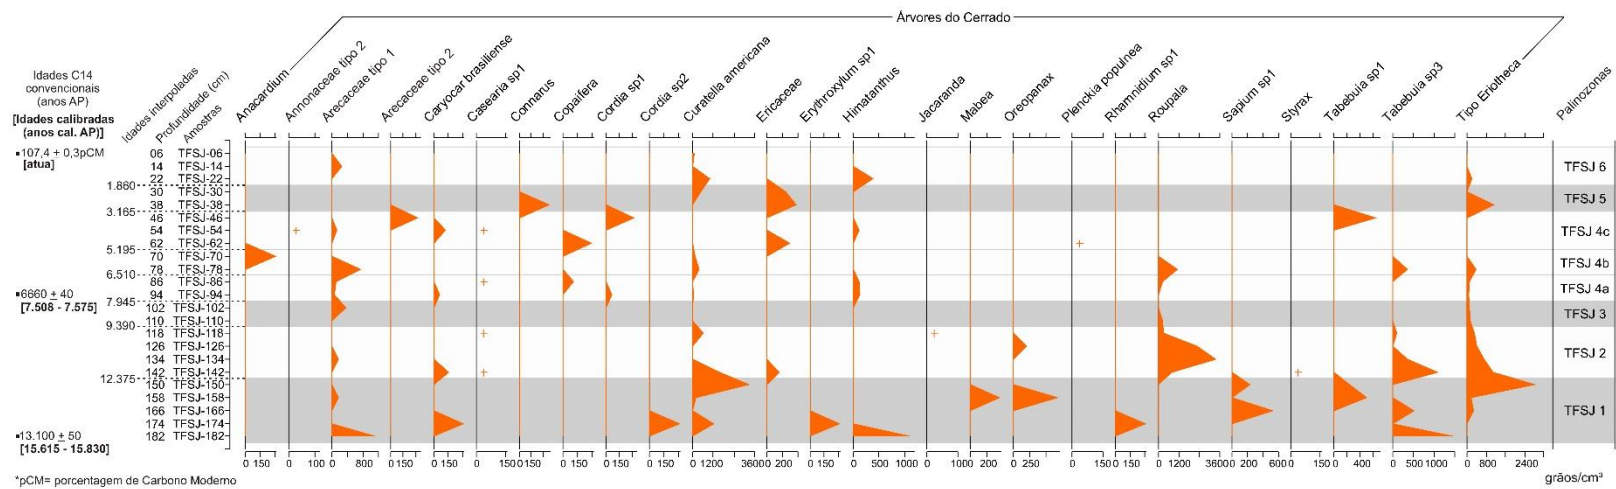 Árvores do Cerrado
Idades C14
convencionais
(anos AP)
[Idades calibradas
(anos cal. AP)]
Idades interpoladas
Profundidade (cm)
Amostras
Anacardium
Annonaceae tipo 2
Arecaceae tipo 1
Arecaceae tipo 2
Caryocar brasiliense
Casearia sp1
Connarus
Copaifera
Cordia sp1
Cordia sp2
Curatella americana
Ericaceae
Erythroxylum sp1
Himatanthus
Jacaranda
Mabea
Oreopanax
Plenckia populnea
Rhamnidium sp1
Roupala
Sapium sp1
Styrax
Tabebuia sp1
Tabebuia sp3
Tipo Eriotheca
Palinozonas
107,4 ± 0,3pCM
[atua]
06 TFSJ-06
14 TFSJ-14
22 TFSJ-22
TFSJ 6
1.860
30 TFSJ-30
38 TFSJ-38
TFSJ 5
3.165
46 TFSJ-46
54 TFSJ-54
62 TFSJ-62
TFSJ 4c
5.195
70 TFSJ-70
78 TFSJ-78
TFSJ 4b
6.510
86 TFSJ-86
94 TFSJ-94
TFSJ 4a
6660 ± 40
[7.508 - 7.575]
7.945
102 TFSJ-102
110 TFSJ-110
TFSJ 3
9.390
118 TFSJ-118
126 TFSJ-126
134 TFSJ-134
142 TFSJ-142
TFSJ 2
12.375
150 TFSJ-150
158 TFSJ-158
166 TFSJ-166
174 TFSJ-174
182 TFSJ-182
TFSJ 1
13.100 ± 50
[15.615 - 15.830]
0 150 0 100 0 800 0 150 0 150 0 150 0 150 0 150 0 150 0 150 0 1200 3600 0 200 0 150 0 500 1000 0 1000 0 200 0 250 0 150 0 150 0 1200 3600 0 200 600 0 150 0 400 0 500 1000 0 800 2400
grãos/cm³
*pCM= porcentagem de Carbono Moderno